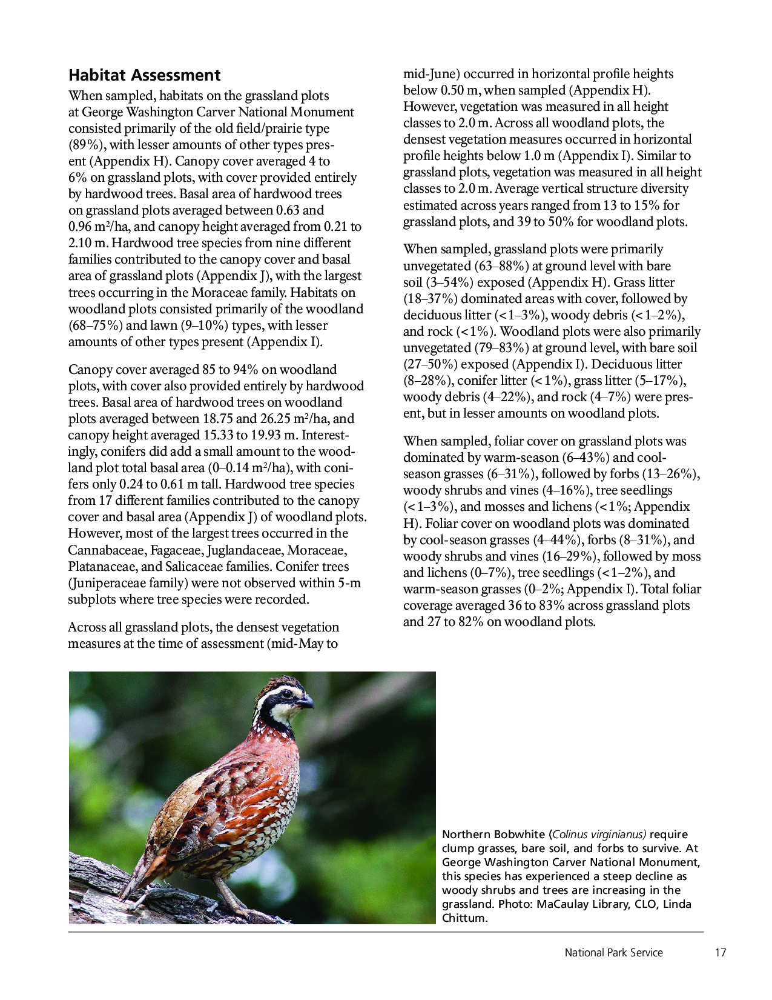 Habitat Assessment
When sampled, habitats on the grassland plots
at George Washington Carver National Monument
consisted primarily of the old field/prairie type
(89%), with lesser amounts of other types pres-
ent (Appendix H). Canopy cover averaged 4 to
6% on grassland plots, with cover provided entirely
by hardwood trees. Basal area of hardwood trees
on grassland plots averaged between 0.63 and
0.96 m²/ha, and canopy height averaged from 0.21 to
2.10 m. Hardwood tree species from nine different
families contributed to the canopy cover and basal
area of grassland plots (Appendix J), with the largest
trees occurring in the Moraceae family. Habitats on
woodland plots consisted primarily of the woodland
(68–75%) and lawn (9–10%) types, with lesser
amounts of other types present (Appendix I).
Canopy cover averaged 85 to 94% on woodland
plots, with cover also provided entirely by hardwood
trees. Basal area of hardwood trees on woodland
plots averaged between 18.75 and 26.25 m²/ha, and
canopy height averaged 15.33 to 19.93 m. Interest-
ingly, conifers did add a small amount to the wood-
land plot total basal area (0–0.14 m²/ha), with coni-
fers only 0.24 to 0.61 m tall. Hardwood tree species
from 17 different families contributed to the canopy
cover and basal area (Appendix J) of woodland plots.
However, most of the largest trees occurred in the
Cannabaceae, Fagaceae, Juglandaceae, Moraceae,
Platanaceae, and Salicaceae families. Conifer trees
(Juniperaceae family) were not observed within 5-m
subplots where tree species were recorded.
Across all grassland plots, the densest vegetation
measures at the time of assessment (mid-May to
mid-June) occurred in horizontal profile heights
below 0.50 m, when sampled (Appendix H).
However, vegetation was measured in all height
classes to 2.0 m. Across all woodland plots, the
densest vegetation measures occurred in horizontal
profile heights below 1.0 m (Appendix I). Similar to
grassland plots, vegetation was measured in all height
classes to 2.0 m. Average vertical structure diversity
estimated across years ranged from 13 to 15% for
grassland plots, and 39 to 50% for woodland plots.
When sampled, grassland plots were primarily
unvegetated (63–88%) at ground level with bare
soil (3–54%) exposed (Appendix H). Grass litter
(18–37%) dominated areas with cover, followed by
deciduous litter (<1–3%), woody debris (<1–2%),
and rock (<1%). Woodland plots were also primarily
unvegetated (79–83%) at ground level, with bare soil
(27–50%) exposed (Appendix I). Deciduous litter
(8–28%), conifer litter (<1%), grass litter (5–17%),
woody debris (4–22%), and rock (4–7%) were pres-
ent, but in lesser amounts on woodland plots.
When sampled, foliar cover on grassland plots was
dominated by warm-season (6–43%) and cool-
season grasses (6–31%), followed by forbs (13–26%),
woody shrubs and vines (4–16%), tree seedlings
(<1–3%), and mosses and lichens (<1%; Appendix
H). Foliar cover on woodland plots was dominated
by cool-season grasses (4–44%), forbs (8–31%), and
woody shrubs and vines (16–29%), followed by moss
and lichens (0–7%), tree seedlings (<1–2%), and
warm-season grasses (0–2%; Appendix I). Total foliar
coverage averaged 36 to 83% across grassland plots
and 27 to 82% on woodland plots.
Northern Bobwhite (Colinus virginianus) require
clump grasses, bare soil, and forbs to survive. At
George Washington Carver National Monument,
this species has experienced a steep decline as
woody shrubs and trees are increasing in the
grassland. Photo: MaCaulay Library, CLO, Linda
Chittum.
National Park Service 17